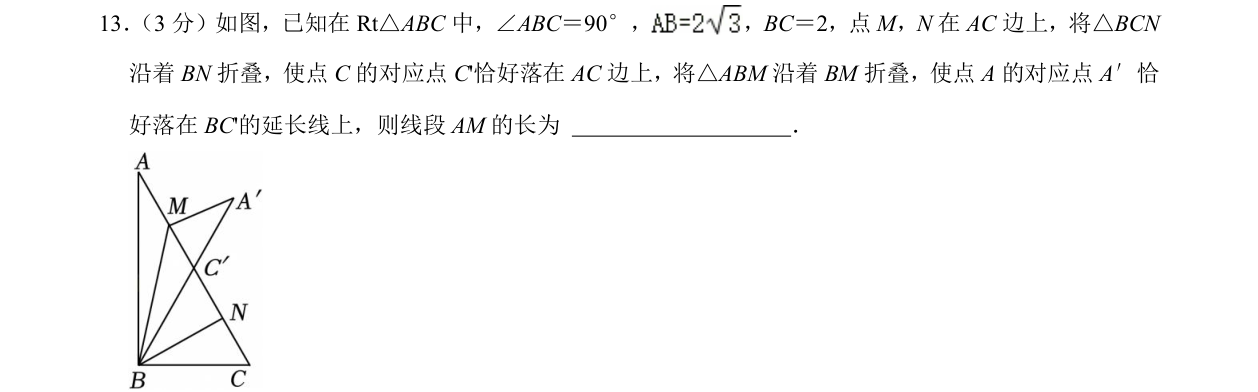 13.（3 分）如图，已知在 Rt△ABC 中，∠ABC＝90°，AB=2√3，BC＝2，点 M，N 在 AC 边上，将△BCN
沿着 BN 折叠，使点 C 的对应点 C'恰好落在 AC 边上，将△ABM 沿着 BM 折叠，使点 A 的对应点 A′ 恰
好落在 BC'的延长线上，则线段 AM 的长为 ________________．
A
M
A′
C′
N
B
C